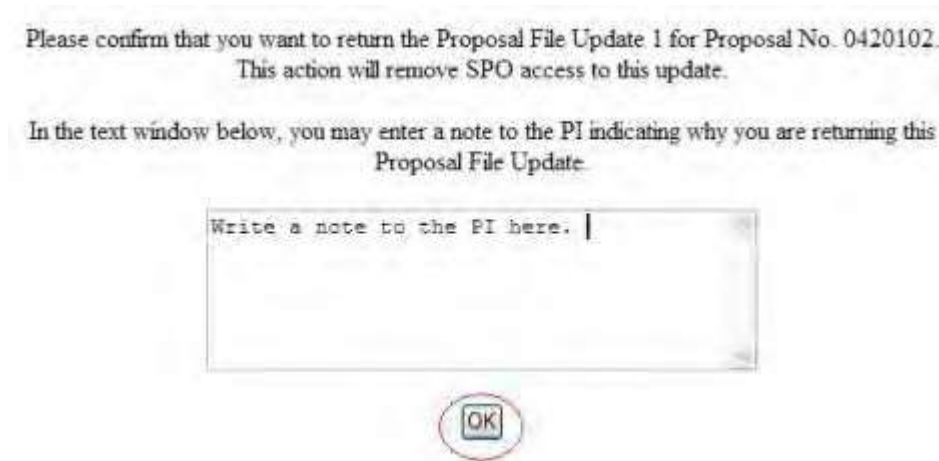 Please confirm that you want to return the Proposal File Update 1 for Proposal No. 0420102.
This action will remove SPO access to this update.
In the text window below, you may enter a note to the PI indicating why you are returning this
Proposal File Update.
Write a note to the PI here.
OK